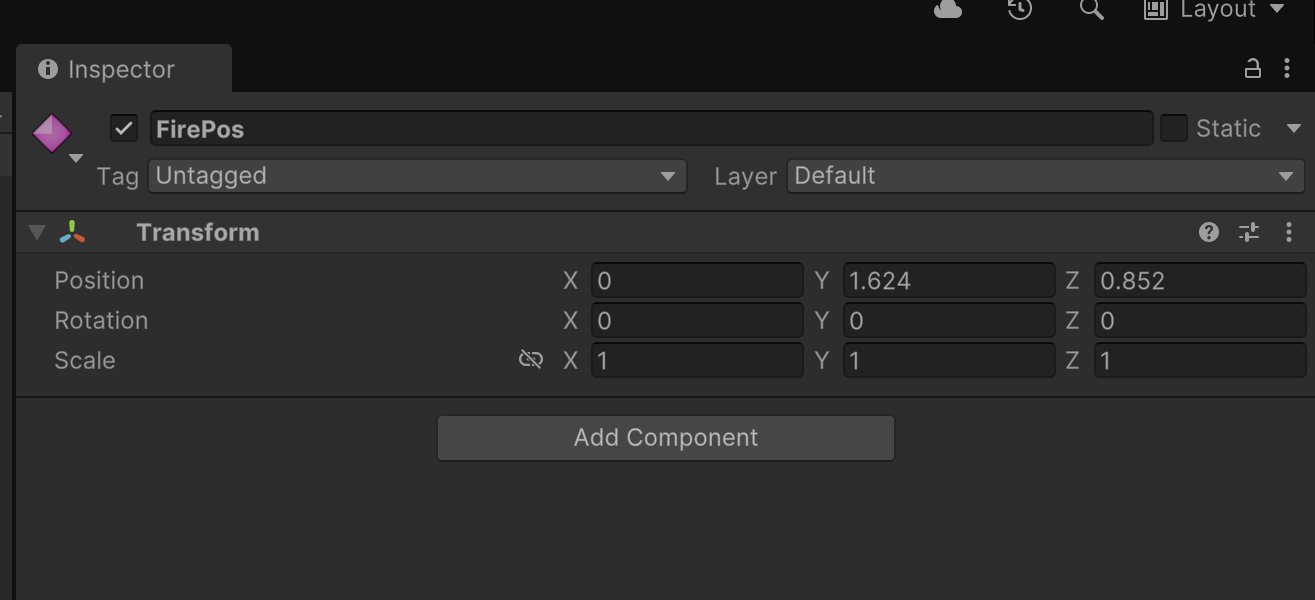 Layout
Inspector
FirePos
Static
Tag Untagged Layer Default
Transform
Position X 0 Y 1.624 Z 0.852
Rotation X 0 Y 0 Z 0
Scale X 1 Y 1 Z 1
Add Component